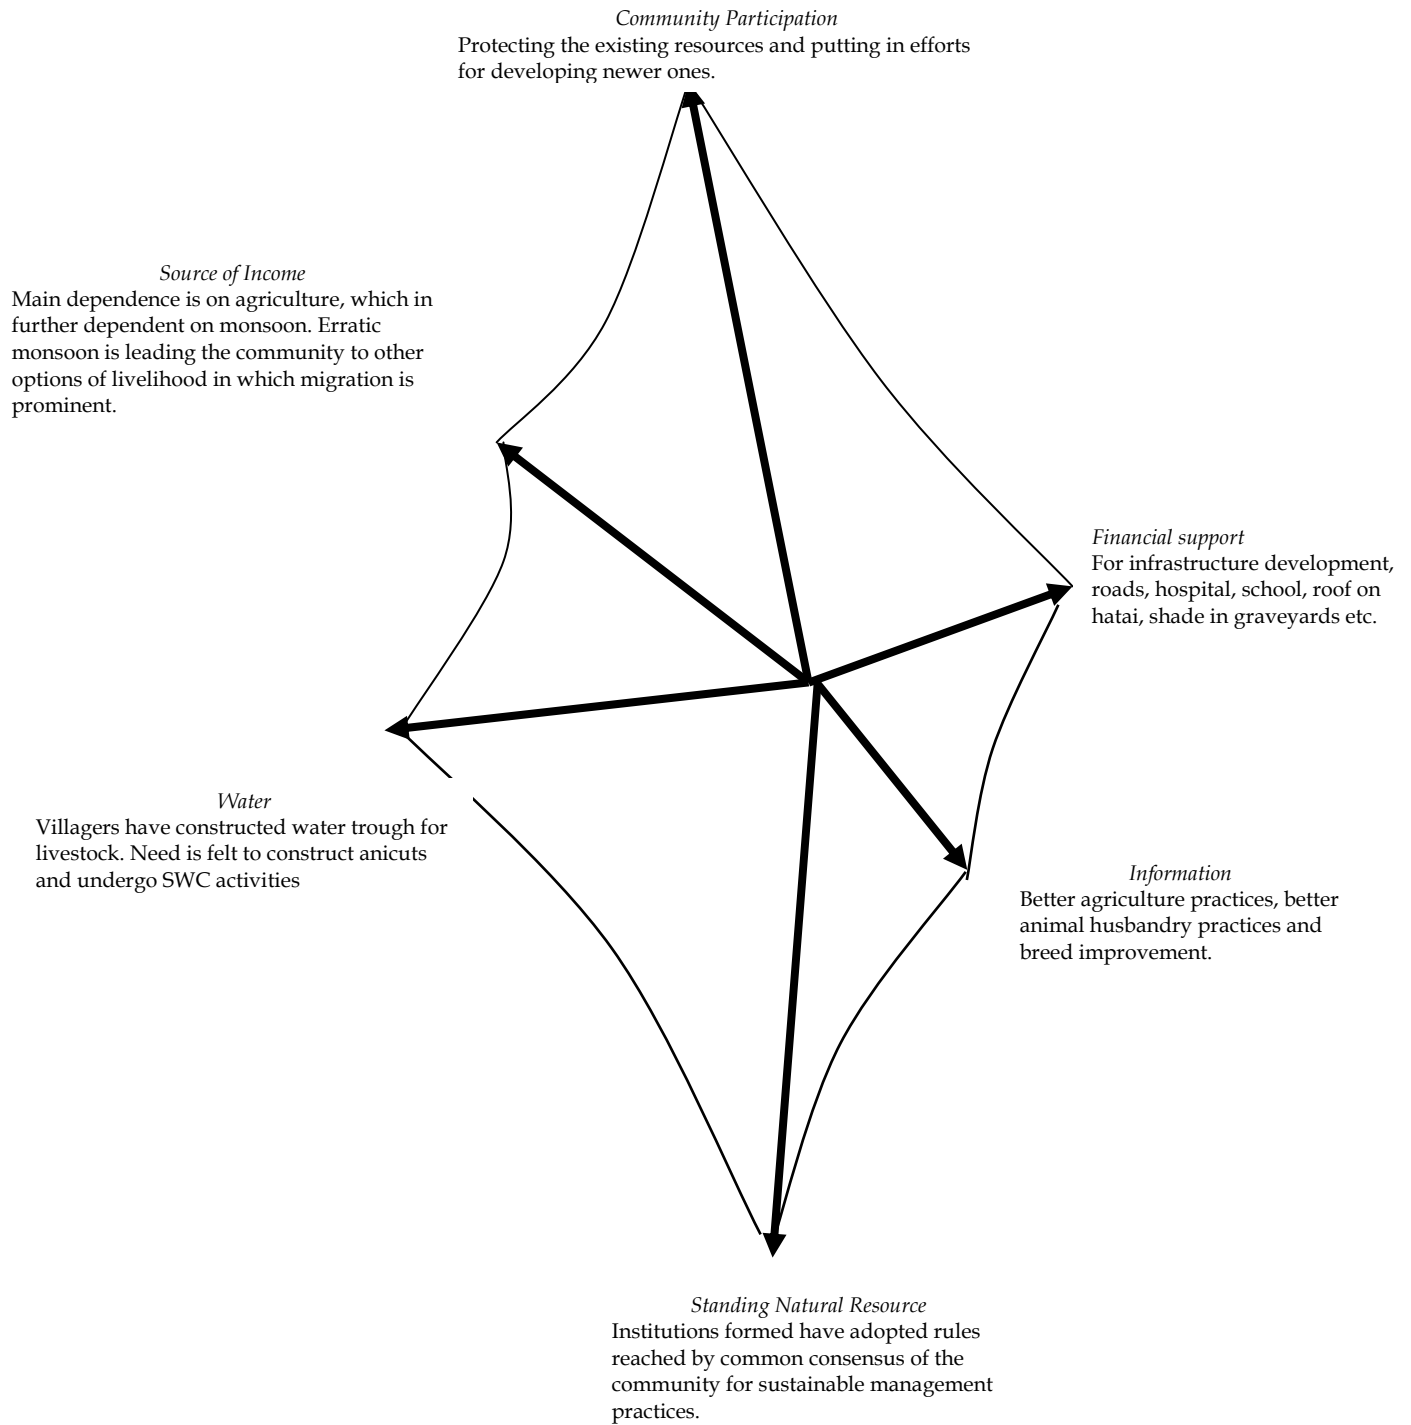 Community Participation
Protecting the existing resources and putting in efforts
for developing newer ones.
Source of Income
Main dependence is on agriculture, which in
further dependent on monsoon. Erratic
monsoon is leading the community to other
options of livelihood in which migration is
prominent.
Financial support
For infrastructure development,
roads, hospital, school, roof on
hatai, shade in graveyards etc.
Water
Villagers have constructed water trough for
livestock. Need is felt to construct anicuts
and undergo SWC activities
Information
Better agriculture practices, better
animal husbandry practices and
breed improvement.
Standing Natural Resource
Institutions formed have adopted rules
reached by common consensus of the
community for sustainable management
practices.